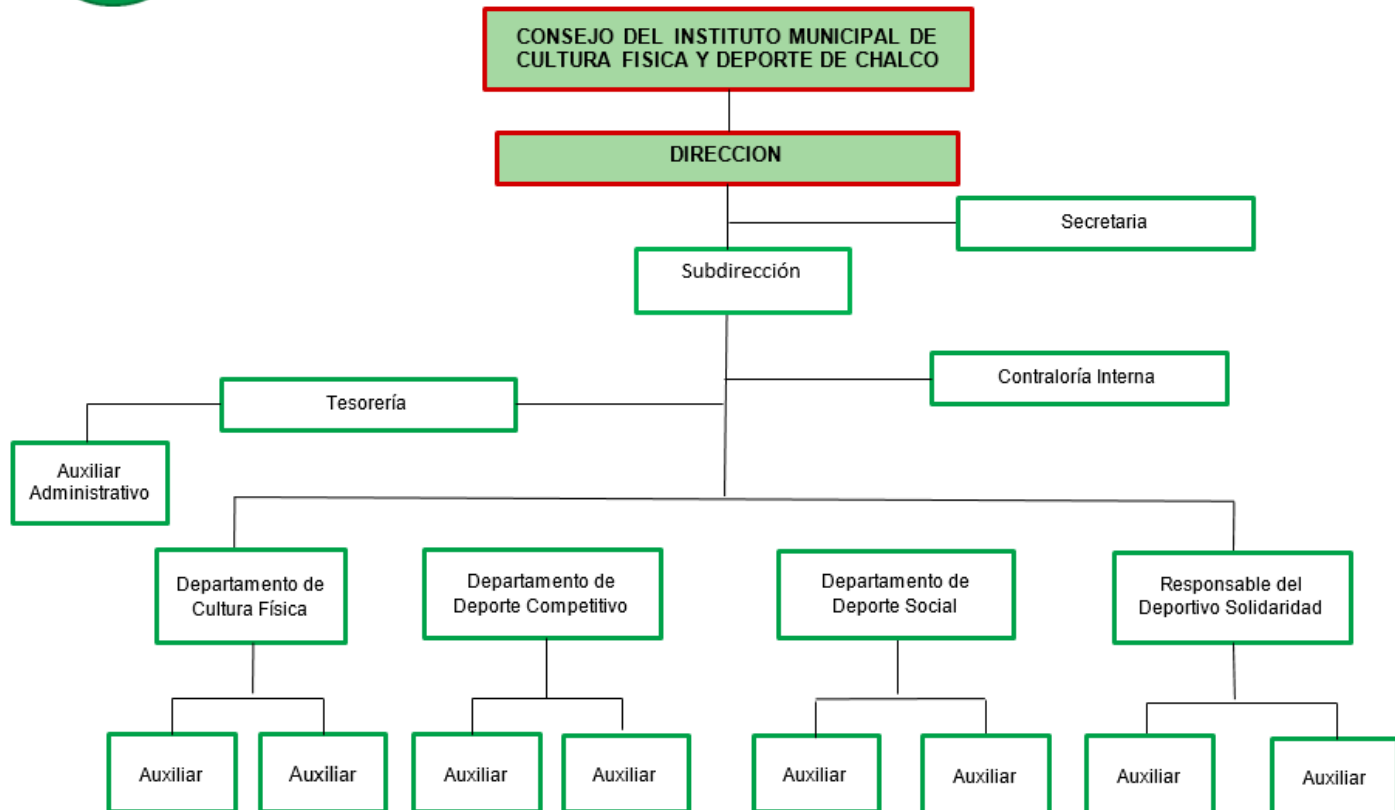 CONSEJO DEL INSTITUTO MUNICIPAL DE
CULTURA FISICA Y DEPORTE DE CHALCO
DIRECCION
Secretaria
Subdirección
Contraloría Interna
Tesorería
Auxiliar
Administrativo
Departamento de
Cultura Física
Departamento de
Deporte Competitivo
Departamento de
Deporte Social
Responsable del
Deportivo Solidaridad
Auxiliar
Auxiliar
Auxiliar
Auxiliar
Auxiliar
Auxiliar
Auxiliar
Auxiliar